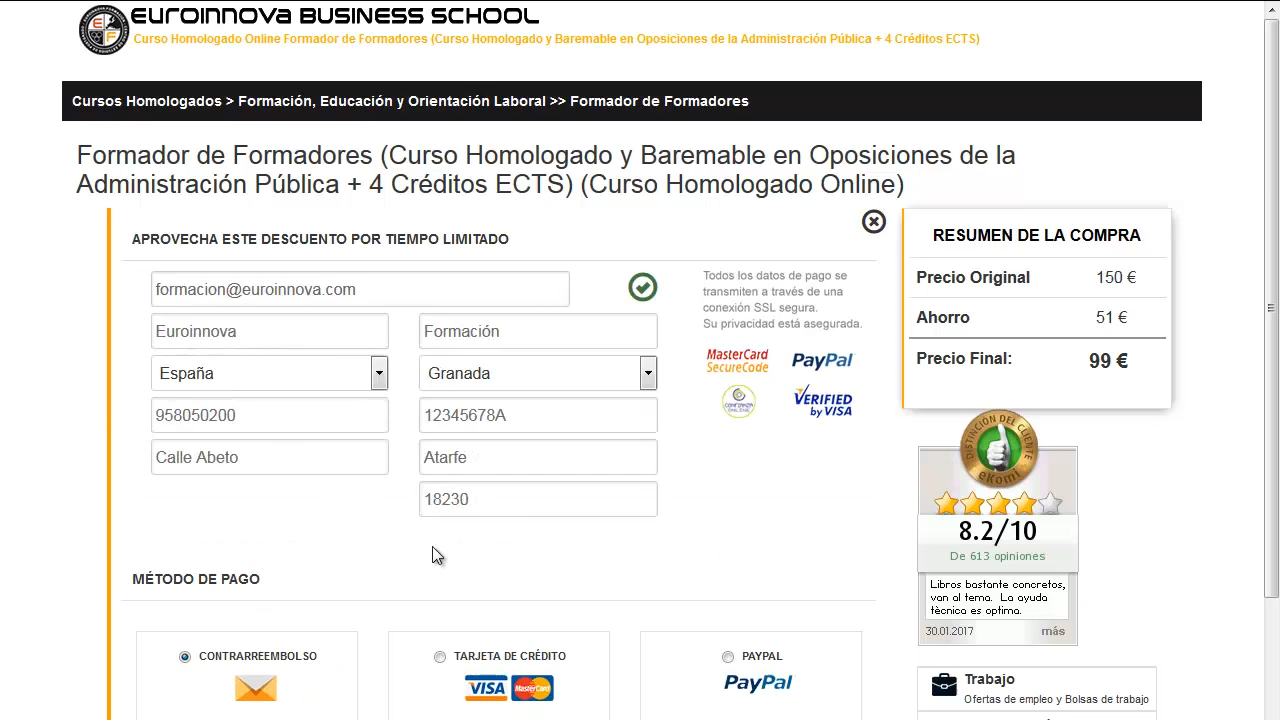 EUROINNOVA BUSINESS SCHOOL
Curso Homologado Online Formador de Formadores (Curso Homologado y Baremable en Oposiciones de la Administración Pública + 4 Créditos ECTS)
Cursos Homologados > Formación, Educación y Orientación Laboral >> Formador de Formadores
Formador de Formadores (Curso Homologado y Baremable en Oposiciones de la
Administración Pública + 4 Créditos ECTS) (Curso Homologado Online)
APROVECHA ESTE DESCUENTO POR TIEMPO LIMITADO
formacion@euroinnova.com
Euroinnova
Formación
España
Granada
958050200
12345678A
Calle Abeto
Atarfe
18230
Todos los datos de pago se
transmiten a través de una
conexión SSL segura.
Su privacidad está asegurada.
MasterCard
SecureCode
PayPal
CONFIANZA
ONLINE
VERIFIED
by VISA
MÉTODO DE PAGO
CONTRARREEMBOLSO
TARJETA DE CRÉDITO
VISA
MasterCard
PAYPAL
PayPal
RESUMEN DE LA COMPRA
Precio Original 150 €
Ahorro 51 €
Precio Final: 99 €
DISTINCIÓN DEL CLIENTE
eKomi
8.2/10
De 613 opiniones
Libros bastante concretos,
van al tema. La ayuda
tècnica es optima.
30.01.2017 más
Trabajo
Ofertas de empleo y Bolsas de trabajo